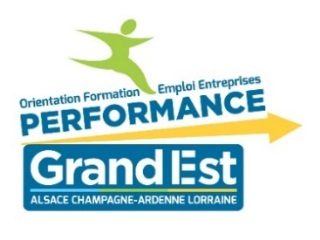 Orientation Formation Emploi Entreprises
PERFORMANCE
Grand Est
ALSACE CHAMPAGNE-ARDENNE LORRAINE